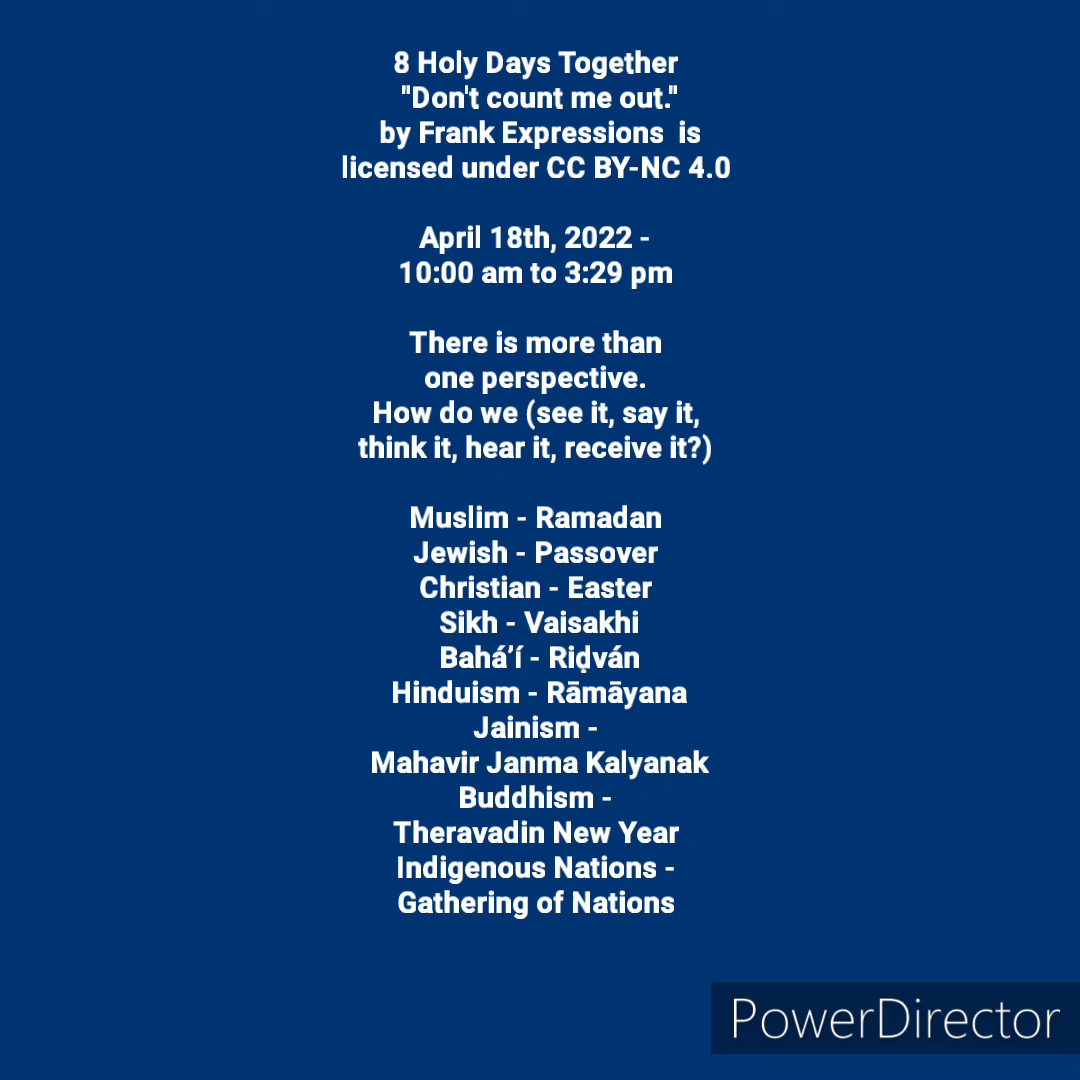 8 Holy Days Together
"Don't count me out."
by Frank Expressions is
licensed under CC BY-NC 4.0
April 18th, 2022 -
10:00 am to 3:29 pm
There is more than
one perspective.
How do we (see it, say it,
think it, hear it, receive it?)
Muslim - Ramadan
Jewish - Passover
Christian - Easter
Sikh - Vaisakhi
Bahá’í - Riḍván
Hinduism - Rāmāyana
Jainism -
Mahavir Janma Kalyanak
Buddhism -
Theravadin New Year
Indigenous Nations -
Gathering of Nations
PowerDirector